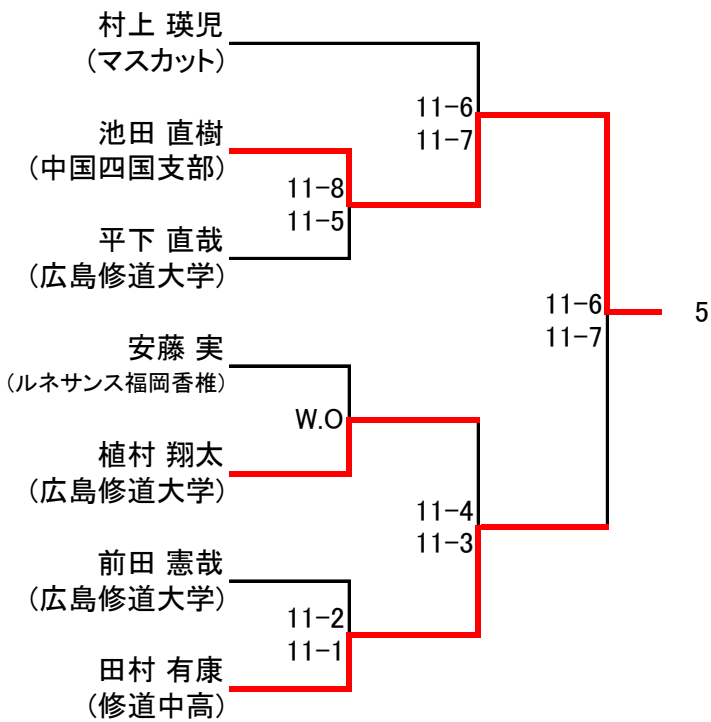 村上 瑛児
(マスカット)
11-6
11-7
池田 直樹
(中国四国支部)
11-8
11-5
平下 直哉
(広島修道大学)
11-6
11-7
5
安藤 実
(ルネサンス福岡香椎)
W.O
植村 翔太
(広島修道大学)
11-4
11-3
前田 憲哉
(広島修道大学)
11-2
11-1
田村 有康
(修道中高)